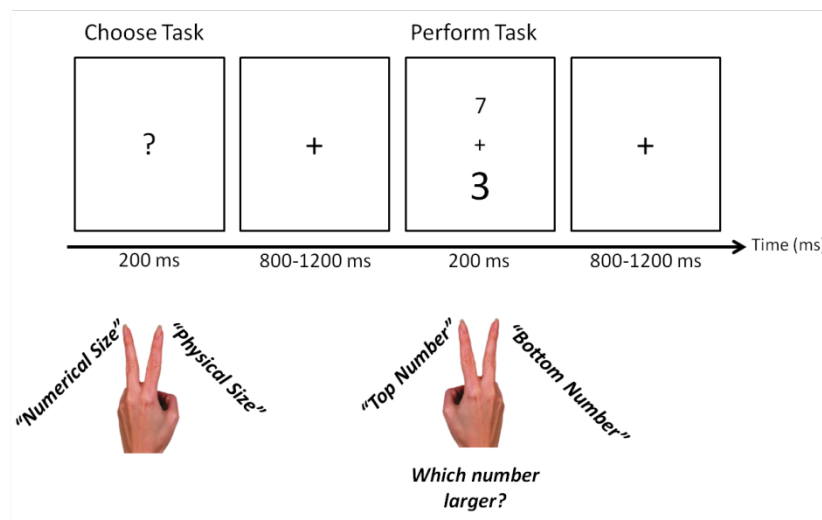 Choose Task
Perform Task
?
+
7
+
3
+
Time (ms)
200 ms
800-1200 ms
200 ms
800-1200 ms
"Numerical Size"
"Physical Size"
"Top Number"
"Bottom Number"
Which number
larger?